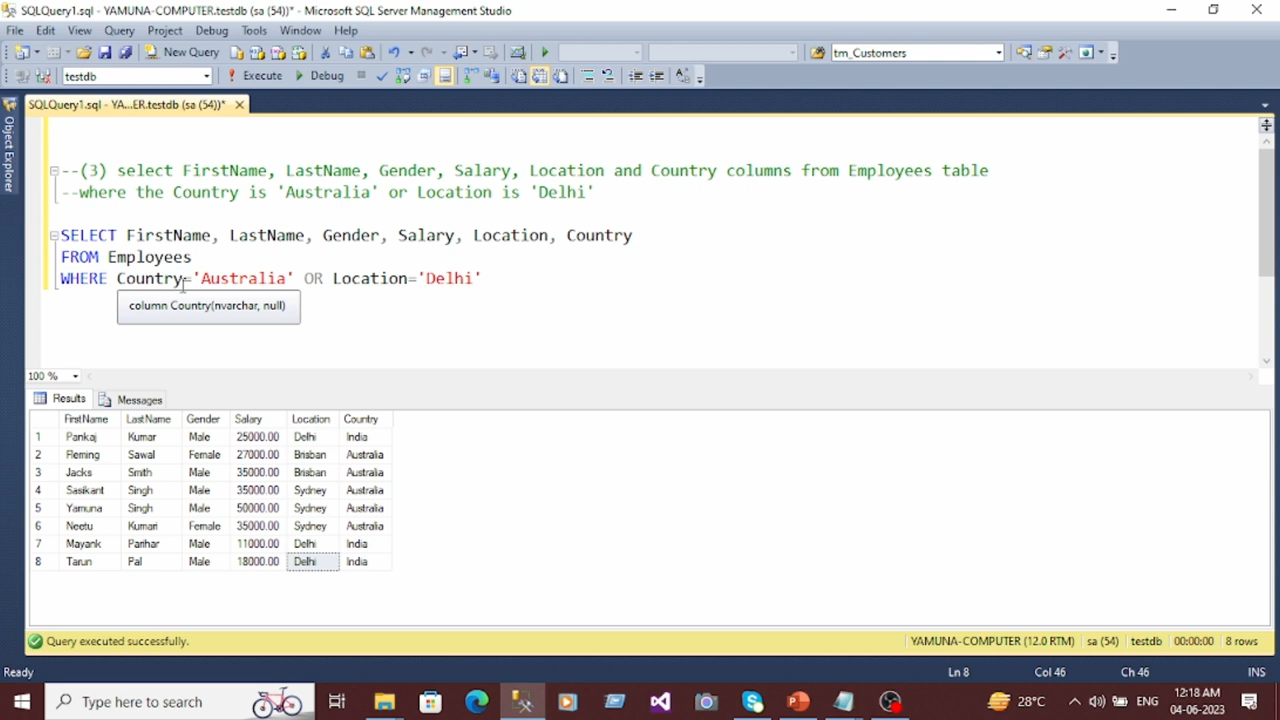 SQLQuery1.sql - YAMUNA-COMPUTER.testdb (sa (54))* - Microsoft SQL Server Management Studio
File Edit View Query Project Debug Tools Window Help
New Query tm_Customers
testdb Execute Debug
SQLQuery1.sql - YA...ER.testdb (sa (54))*
Object Explorer
--(3) select FirstName, LastName, Gender, Salary, Location and Country columns from Employees table
--where the Country is 'Australia' or Location is 'Delhi'
SELECT FirstName, LastName, Gender, Salary, Location, Country
FROM Employees
WHERE Country='Australia' OR Location='Delhi'
column Country(nvarchar, null)
100 %
Results Messages
FirstName LastName Gender Salary Location Country
1 Pankaj Kumar Male 25000.00 Delhi India
2 Fleming Sawal Female 27000.00 Brisban Australia
3 Jacks Smith Male 35000.00 Brisban Australia
4 Sasikant Singh Male 35000.00 Sydney Australia
5 Yamuna Singh Male 50000.00 Sydney Australia
6 Neetu Kumari Female 35000.00 Sydney Australia
7 Mayank Parihar Male 11000.00 Delhi India
8 Tarun Pal Male 18000.00 Delhi India
Query executed successfully. YAMUNA-COMPUTER (12.0 RTM) sa (54) testdb 00:00:00 8 rows
Ready Ln 8 Col 46 Ch 46 INS
Type here to search 28°C ENG 12:18 AM
04-06-2023